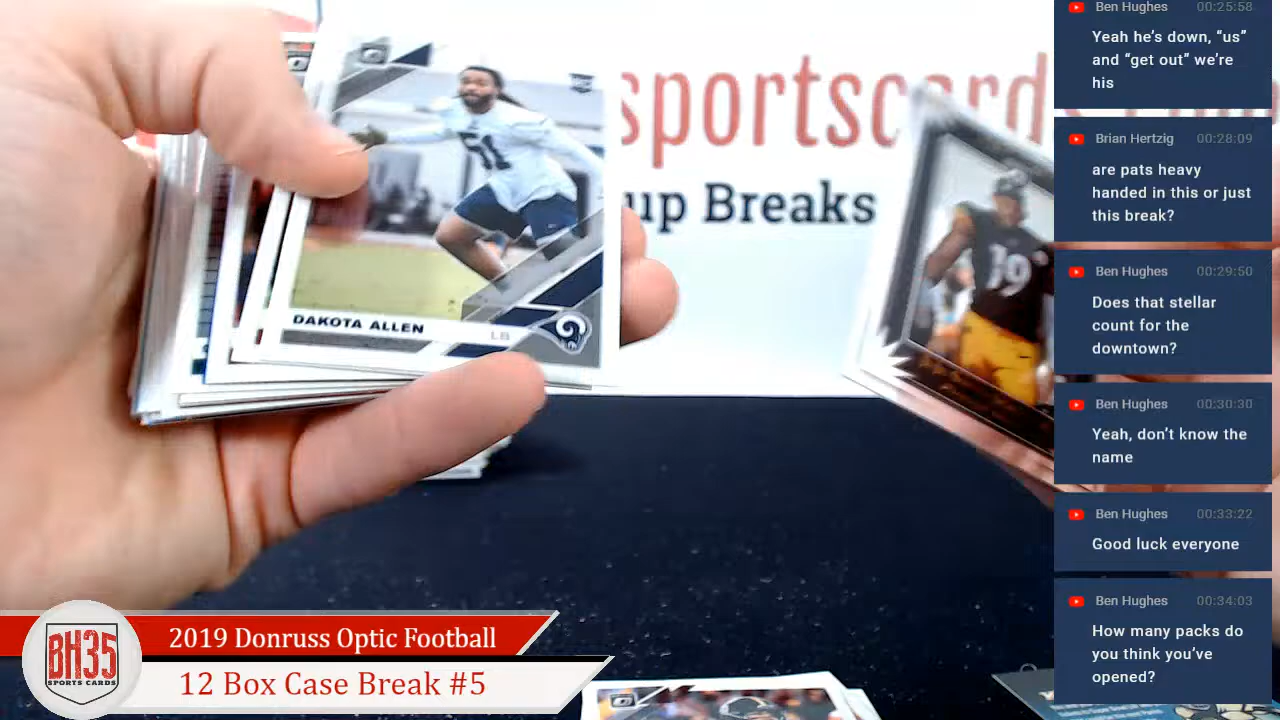 sportsc
up Breaks
51
DAKOTA ALLEN
LB
19
BH35
SPORTS CARDS
2019 Donruss Optic Football
12 Box Case Break #5
Ben Hughes 00:25:58
Yeah he's down, “us”
and “get out” we're
his
Brian Hertzig 00:28:09
are pats heavy
handed in this or just
this break?
Ben Hughes 00:29:50
Does that stellar
count for the
downtown?
Ben Hughes 00:30:30
Yeah, don't know the
name
Ben Hughes 00:33:22
Good luck everyone
Ben Hughes 00:34:03
How many packs do
you think you've
opened?